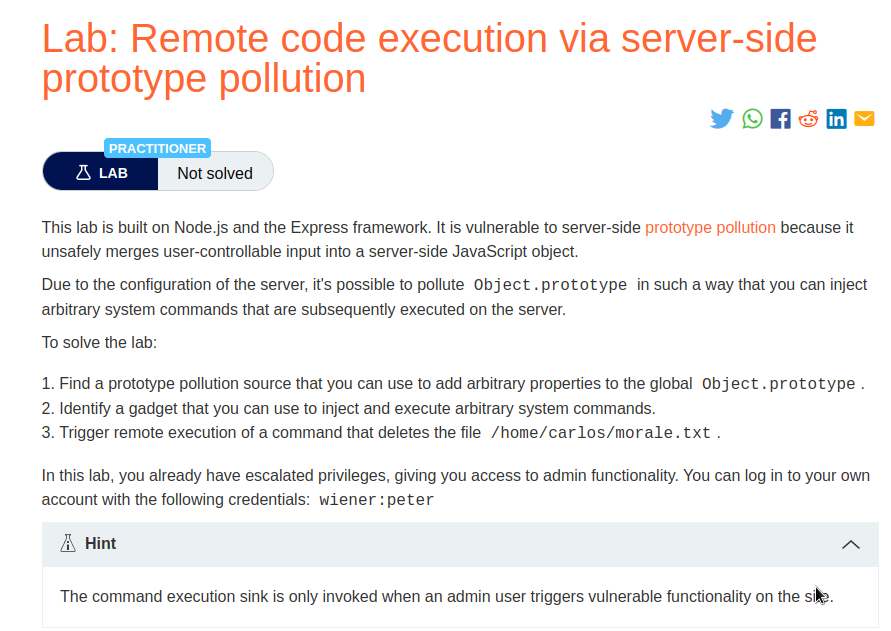 Lab: Remote code execution via server-side
prototype pollution
PRACTITIONER
LAB Not solved
This lab is built on Node.js and the Express framework. It is vulnerable to server-side prototype pollution because it
unsafely merges user-controllable input into a server-side JavaScript object.
Due to the configuration of the server, it's possible to pollute Object.prototype in such a way that you can inject
arbitrary system commands that are subsequently executed on the server.
To solve the lab:
1. Find a prototype pollution source that you can use to add arbitrary properties to the global Object.prototype .
2. Identify a gadget that you can use to inject and execute arbitrary system commands.
3. Trigger remote execution of a command that deletes the file /home/carlos/morale.txt .
In this lab, you already have escalated privileges, giving you access to admin functionality. You can log in to your own
account with the following credentials: wiener:peter
Hint
The command execution sink is only invoked when an admin user triggers vulnerable functionality on the site.